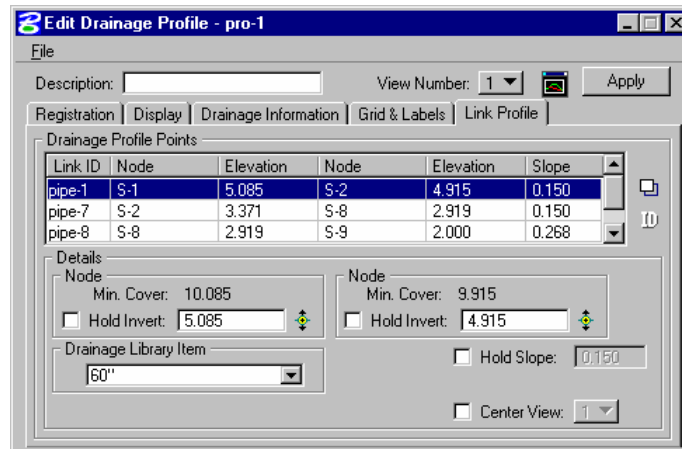 Edit Drainage Profile - pro-1
File
Description: View Number: 1 Apply
Registration Display Drainage Information Grid & Labels Link Profile
Drainage Profile Points
Link ID Node Elevation Node Elevation Slope
pipe-1 S-1 5.085 S-2 4.915 0.150
pipe-7 S-2 3.371 S-8 2.919 0.150
pipe-8 S-8 2.919 S-9 2.000 0.268
ID
Details
Node Node
Min. Cover: 10.085 Min. Cover: 9.915
Hold Invert: 5.085 Hold Invert: 4.915
Drainage Library Item
60" Hold Slope: 0.150
Center View: 1